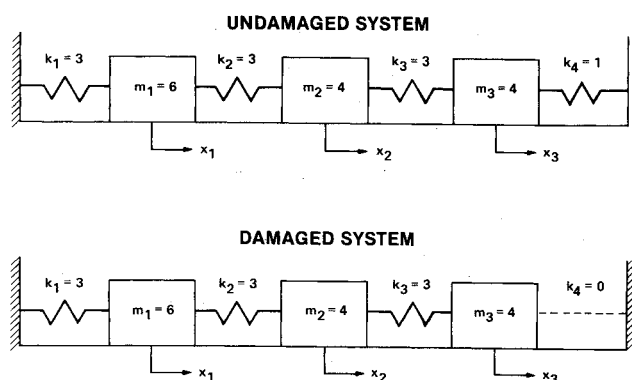 UNDAMAGED SYSTEM
k₁ = 3 k₂ = 3 k₃ = 3 k₄ = 1
m₁ = 6 m₂ = 4 m₃ = 4
x₁ x₂ x₃
DAMAGED SYSTEM
k₁ = 3 k₂ = 3 k₃ = 3 k₄ = 0
m₁ = 6 m₂ = 4 m₃ = 4
x₁ x₂ x₃